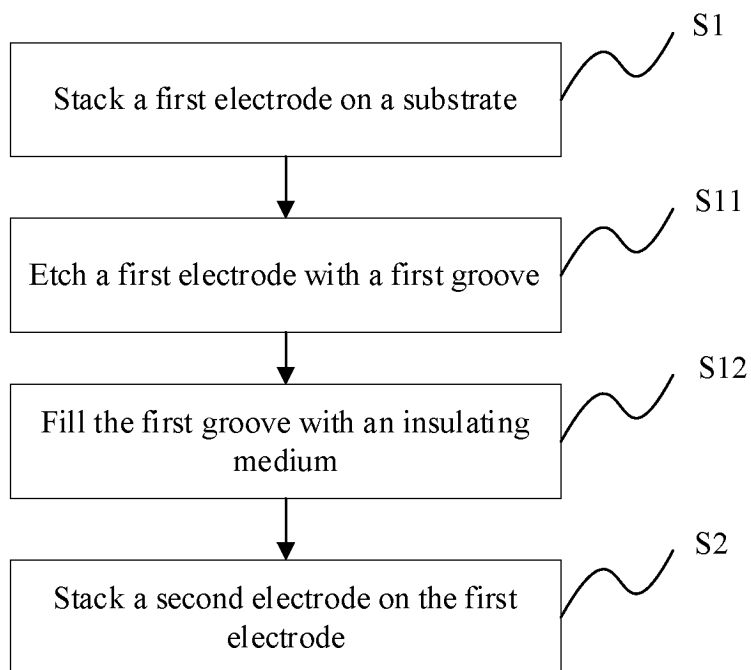 S1
Stack a first electrode on a substrate
S11
Etch a first electrode with a first groove
S12
Fill the first groove with an insulating
medium
S2
Stack a second electrode on the first
electrode